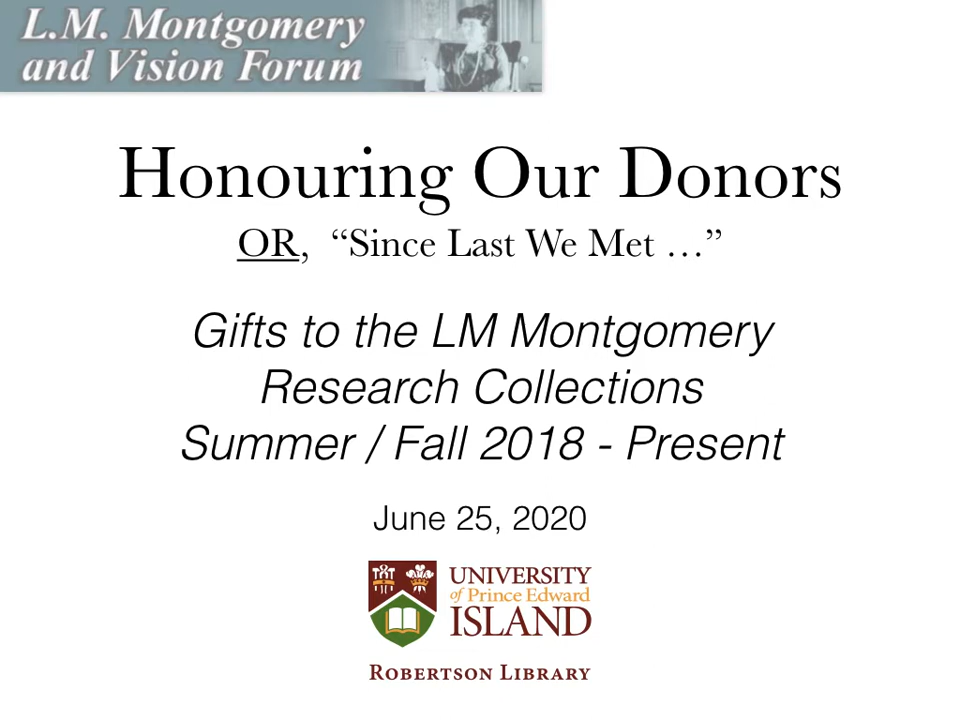 L.M. Montgomery
and Vision Forum
Honouring Our Donors
OR, “Since Last We Met …”
Gifts to the LM Montgomery
Research Collections
Summer / Fall 2018 - Present
June 25, 2020
UNIVERSITY
of Prince Edward
ISLAND
ROBERTSON LIBRARY